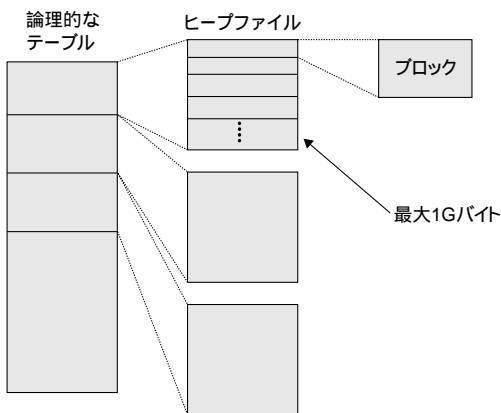 論理的な
テーブル
ヒープファイル
ブロック
最大1Gバイト